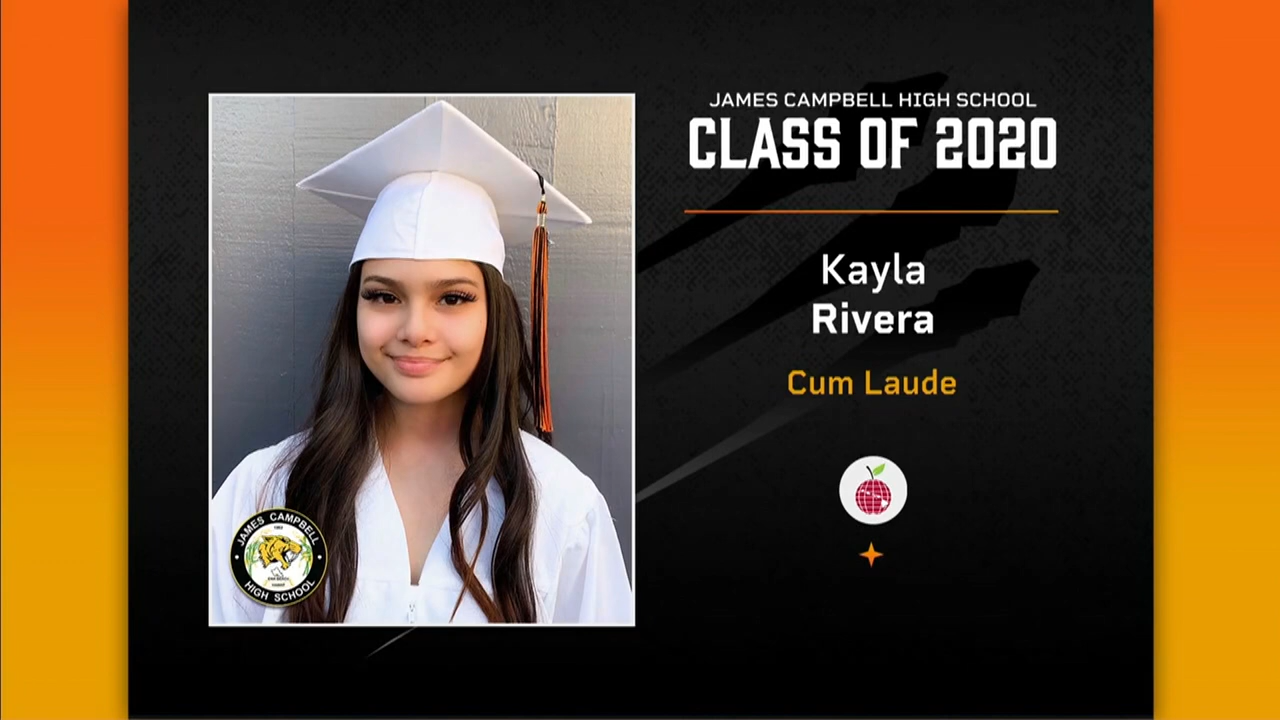 JAMES CAMPBELL HIGH SCHOOL
CLASS OF 2020
Kayla
Rivera
Cum Laude
JAMES CAMPBELL
HIGH SCHOOL